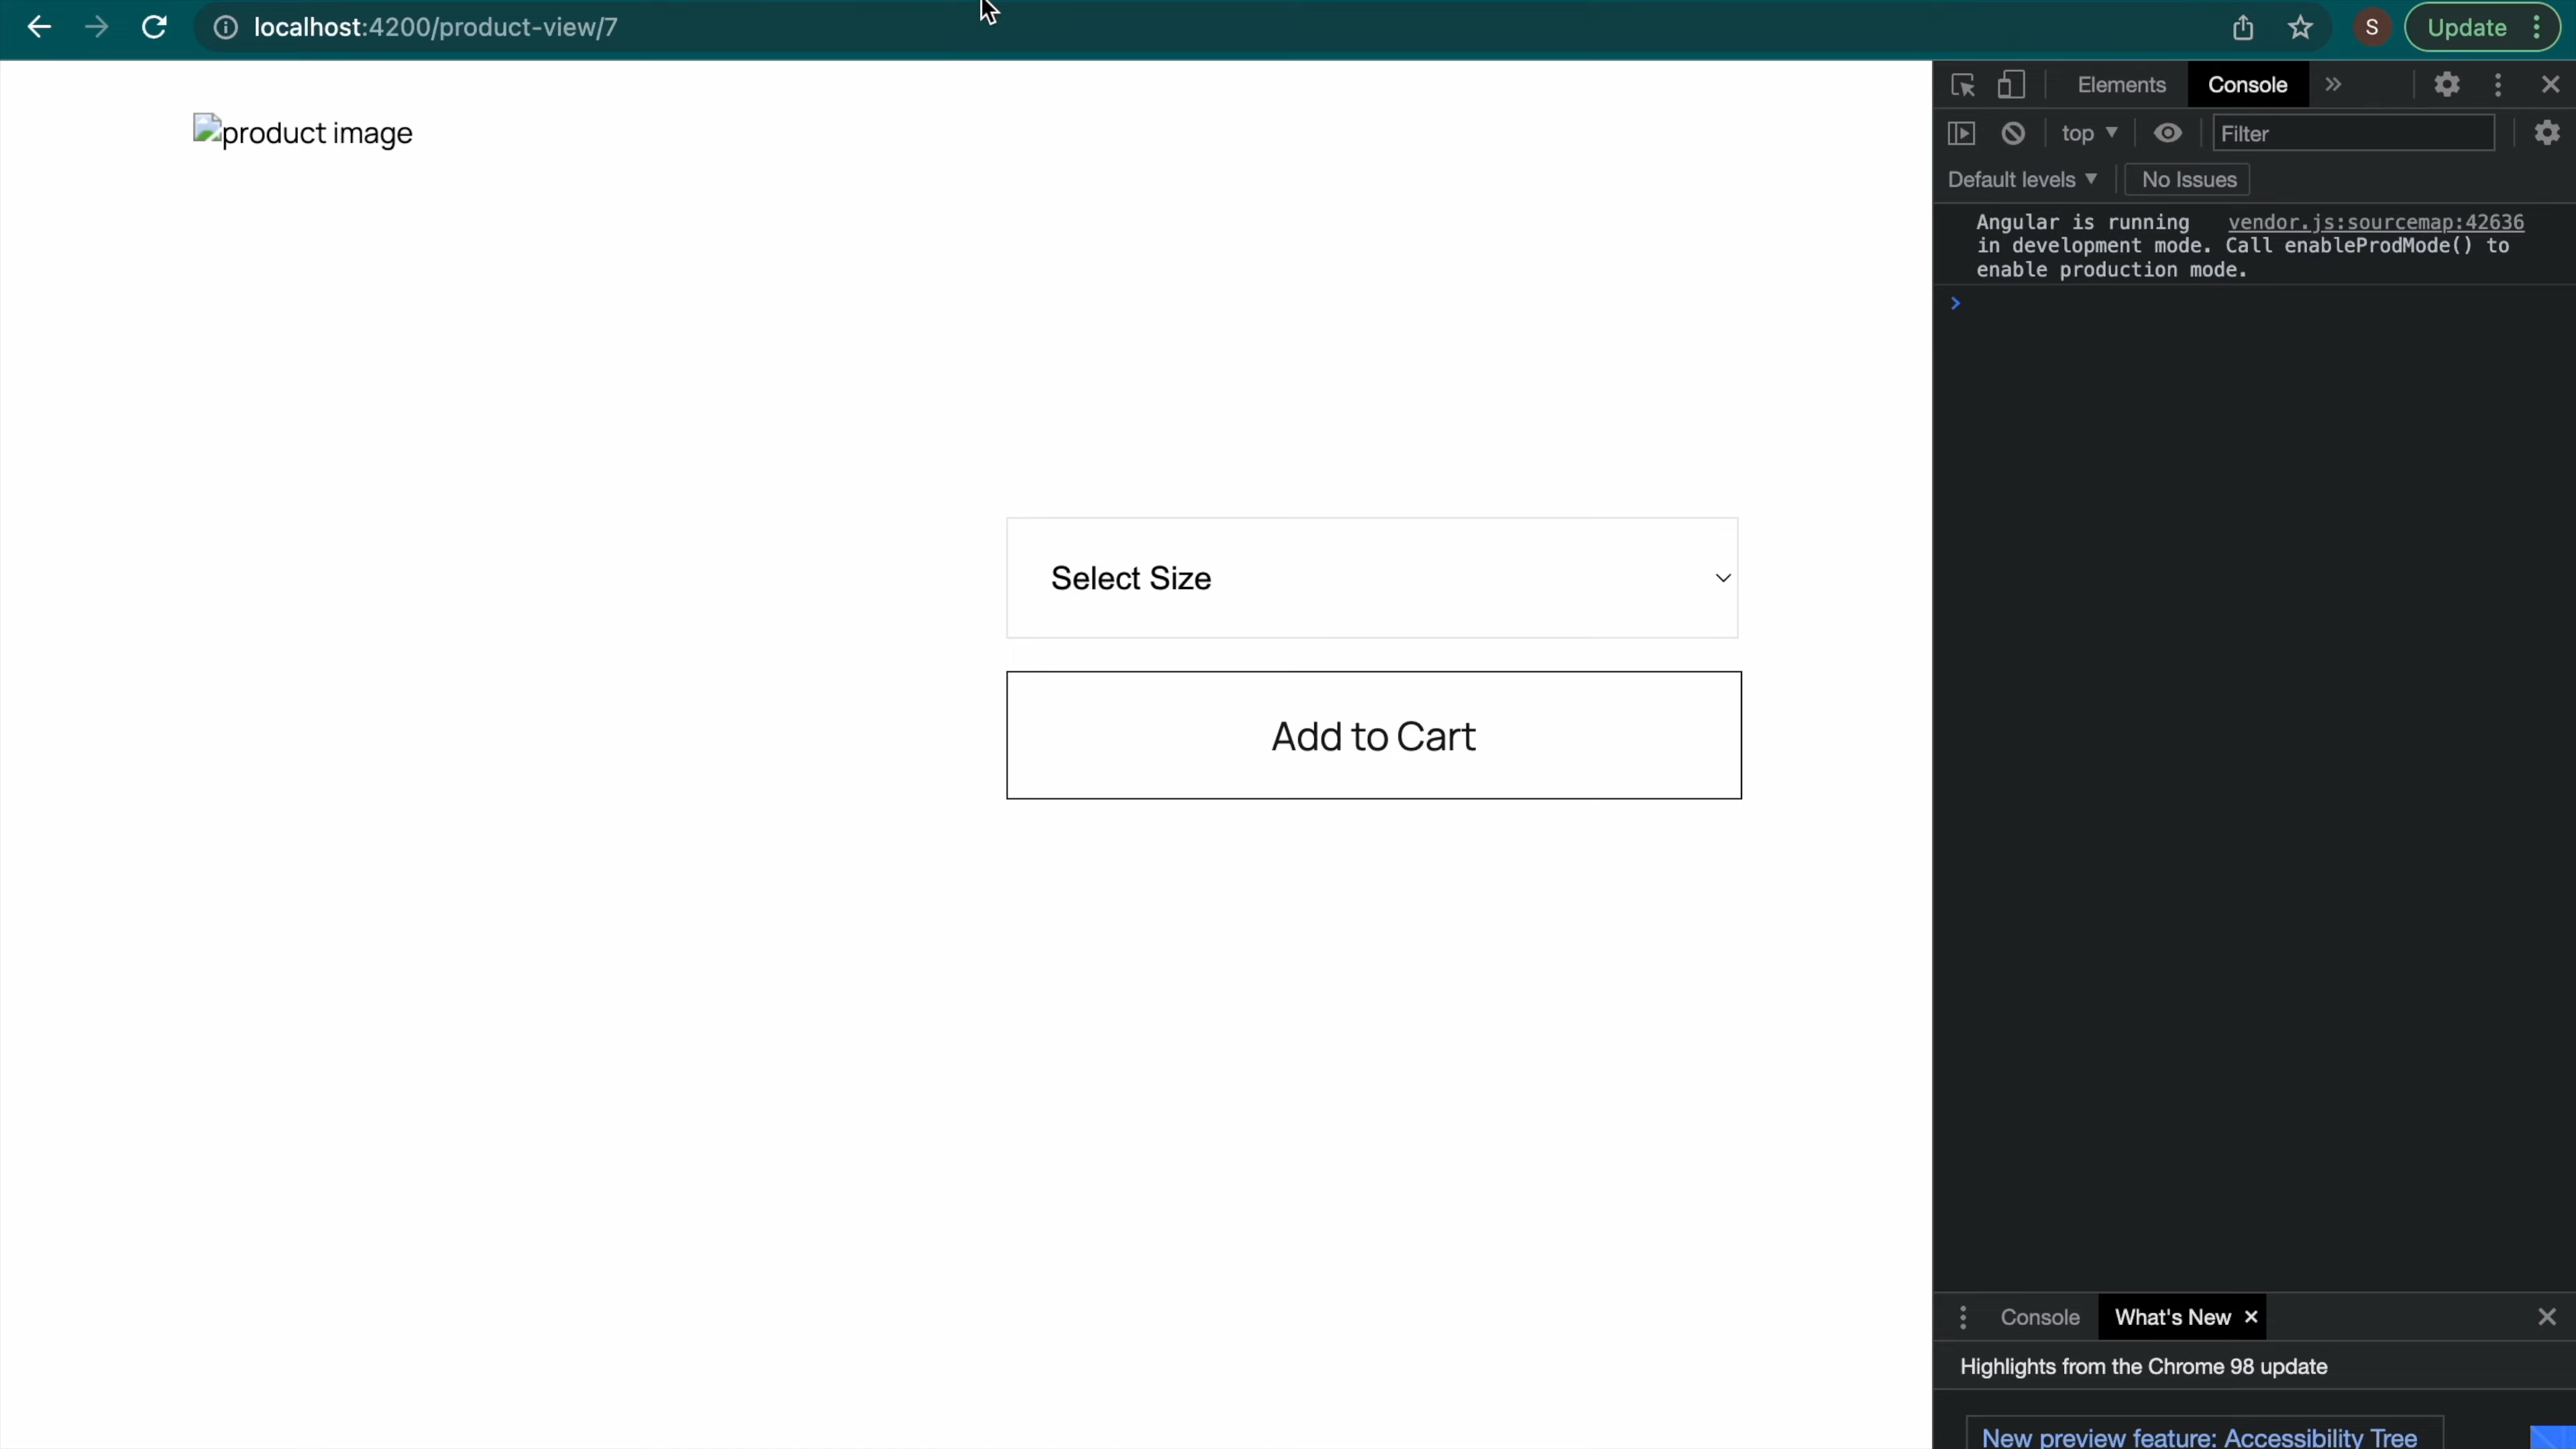 localhost:4200/product-view/7
S
Update
product image
Select Size
Add to Cart
Elements
Console
top
Filter
Default levels
No Issues
Angular is running vendor.js:sourcemap:42636
in development mode. Call enableProdMode() to
enable production mode.
Console
What's New
Highlights from the Chrome 98 update
New preview feature: Accessibility Tree